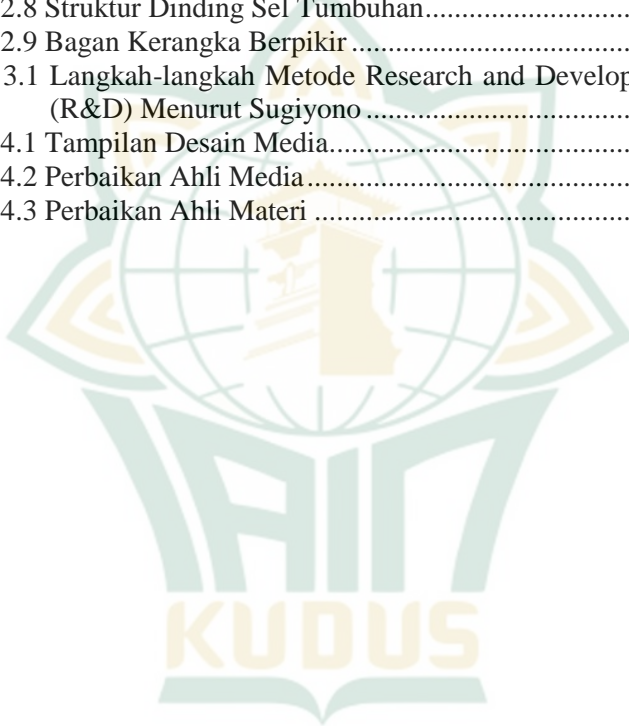 2.8 Struktur Dinding Sel Tumbuhan..................................
2.9 Bagan Kerangka Berpikir..............................................
3.1 Langkah-langkah Metode Research and Develop
(R&D) Menurut Sugiyono............................................
4.1 Tampilan Desain Media.................................................
4.2 Perbaikan Ahli Media.....................................................
4.3 Perbaikan Ahli Materi....................................................
IAIN
KUDUS